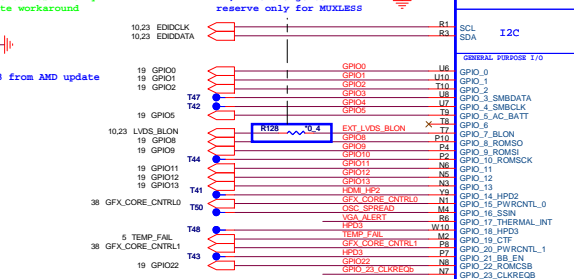 te workaround
reserve only for MUXLESS
10,23 EDIDCLK R1 SCL
10,23 EDIDDATA R3 SDA
I2C
GENERAL PURPOSE I/O
from AMD update
19 GPIO0 GPIO0 U6 GPIO_0
19 GPIO1 GPIO1 U10 GPIO_1
19 GPIO2 GPIO2 T10 GPIO_2
T47 GPIO3 U8 GPIO_3_SMBDATA
T42 GPIO4 U7 GPIO_4_SMBCLK
19 GPIO5 GPIO5 T9 GPIO_5_AC_BATT
T8 GPIO_6
10,23 LVDS_BLON R128 *0_4 EXT_LVDS_BLON T7 GPIO_7_BLON
19 GPIO8 GPIO8 P10 GPIO_8_ROMSO
19 GPIO9 GPIO9 P4 GPIO_9_ROMSI
T44 GPIO10 P2 GPIO_10_ROMSCK
19 GPIO11 GPIO11 N6 GPIO_11
19 GPIO12 GPIO12 N5 GPIO_12
19 GPIO13 GPIO13 N3 GPIO_13
T41 HDMI_HP2 Y9 GPIO_14_HPD2
38 GFX_CORE_CNTRL0 GFX_CORE_CNTRL0 N1 GPIO_15_PWRCNTL_0
T50 OSC_SPREAD M4 GPIO_16_SSIN
VGA_ALERT R6 GPIO_17_THERMAL_INT
T48 HPD3 W10 GPIO_18_HPD3
5 TEMP_FAIL TEMP_FAIL M2 GPIO_19_CTF
38 GFX_CORE_CNTRL1 GFX_CORE_CNTRL1 P8 GPIO_20_PWRCNTL_1
T43 HPD3 P7 GPIO_21_BB_EN
19 GPIO22 GPIO22 N8 GPIO_22_ROMCSB
GPIO_23_CLKREQb N7 GPIO_23_CLKREQB